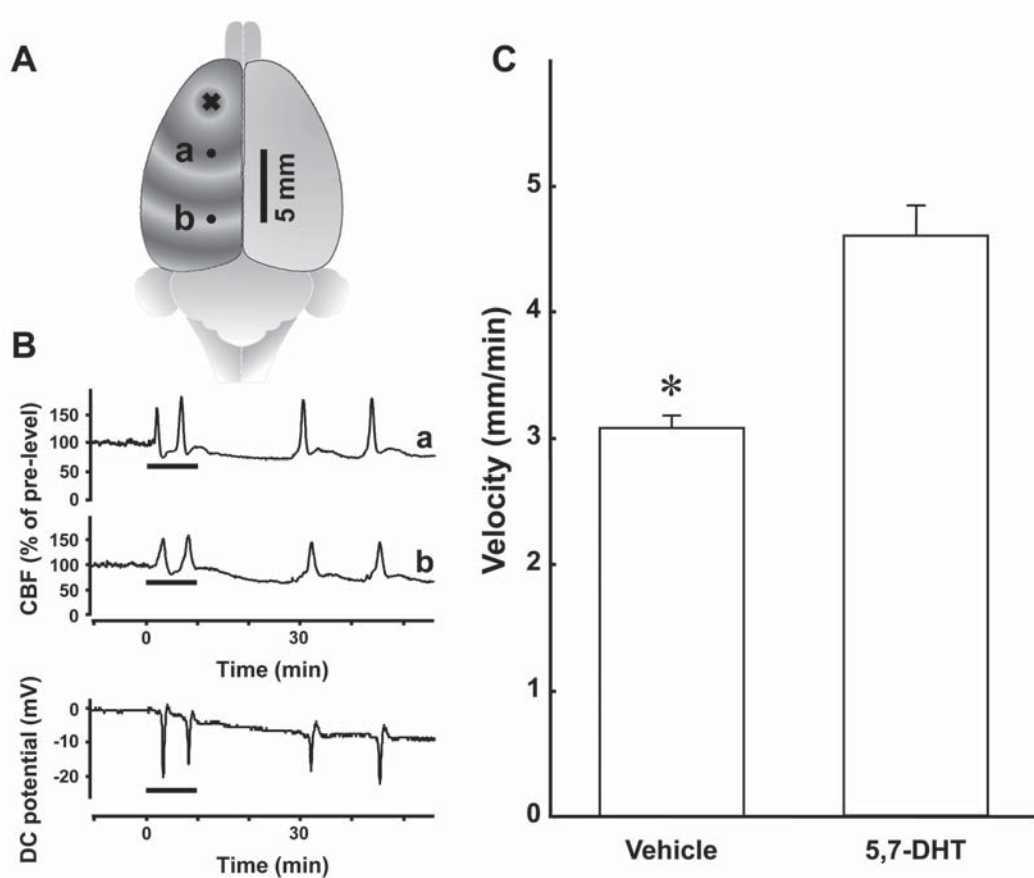 A
✖
a
b
5 mm
B
CBF (% of pre-level)
150
100
50
0
a
150
100
50
0
b
0 30
Time (min)
DC potential (mV)
0
-10
-20
0 30
Time (min)
C
Velocity (mm/min)
5
4
3
2
1
0
*
Vehicle 5,7-DHT